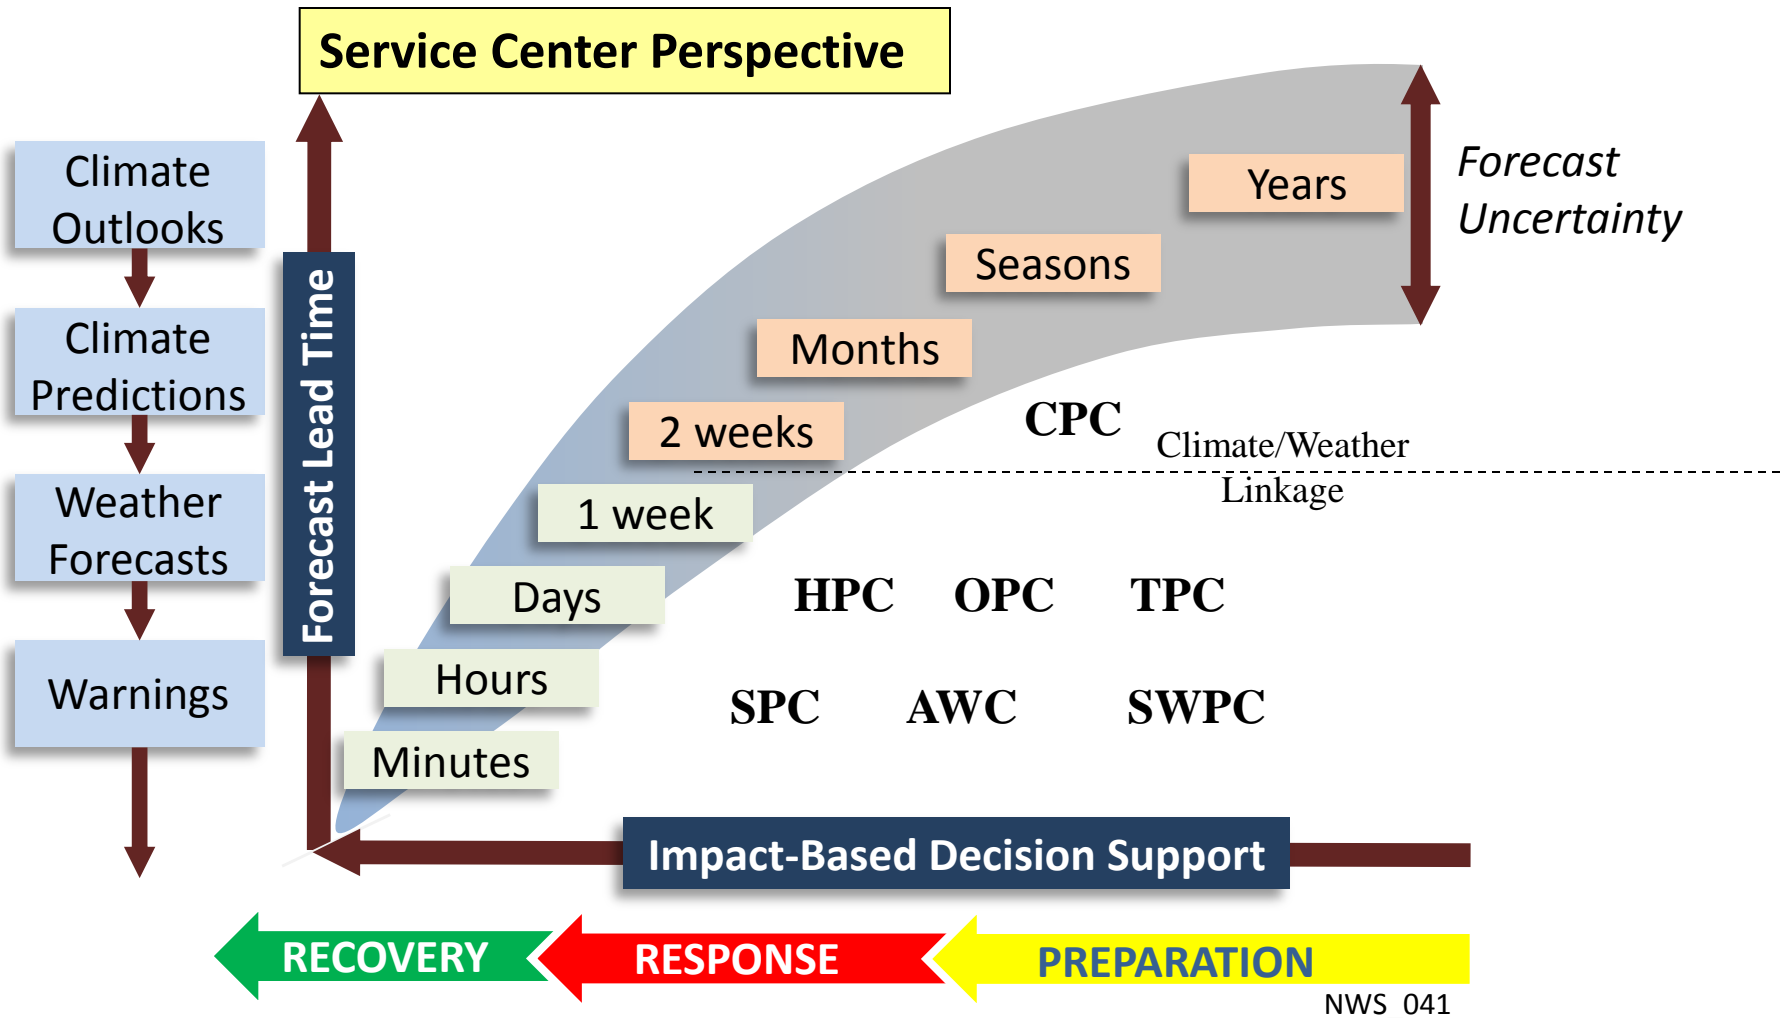 Service Center Perspective
Climate
Outlooks
Climate
Predictions
Weather
Forecasts
Warnings
Forecast Lead Time
Years
Seasons
Months
2 weeks
1 week
Days
Hours
Minutes
Forecast
Uncertainty
CPC
Climate/Weather
Linkage
HPC OPC TPC
SPC AWC SWPC
Impact-Based Decision Support
RECOVERY RESPONSE PREPARATION
NWS 041